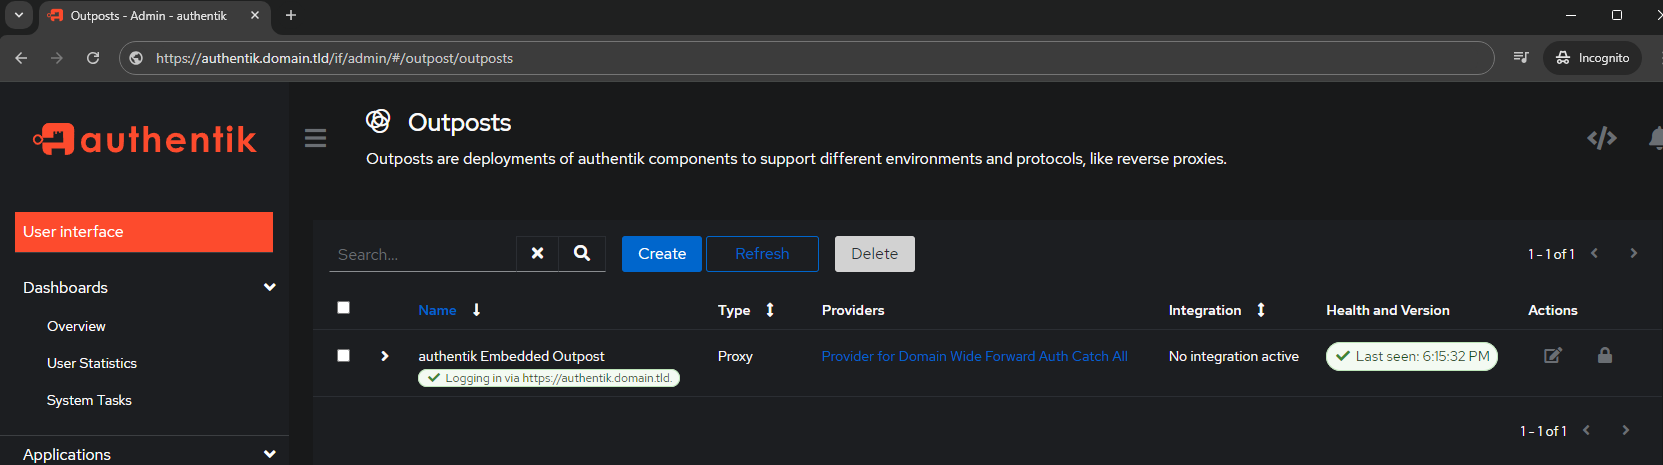 Outposts - Admin - authentik
https://authentik.domain.tld/if/admin/#/outpost/outposts
Incognito
authentik
Outposts
Outposts are deployments of authentik components to support different environments and protocols, like reverse proxies.
User interface
Search...
Create
Refresh
Delete
1 - 1 of 1
Dashboards
Name
Type
Providers
Integration
Health and Version
Actions
Overview
authentik Embedded Outpost
Proxy
Provider for Domain Wide Forward Auth Catch All
No integration active
Last seen: 6:15:32 PM
Logging in via https://authentik.domain.tld.
User Statistics
System Tasks
1 - 1 of 1
Applications